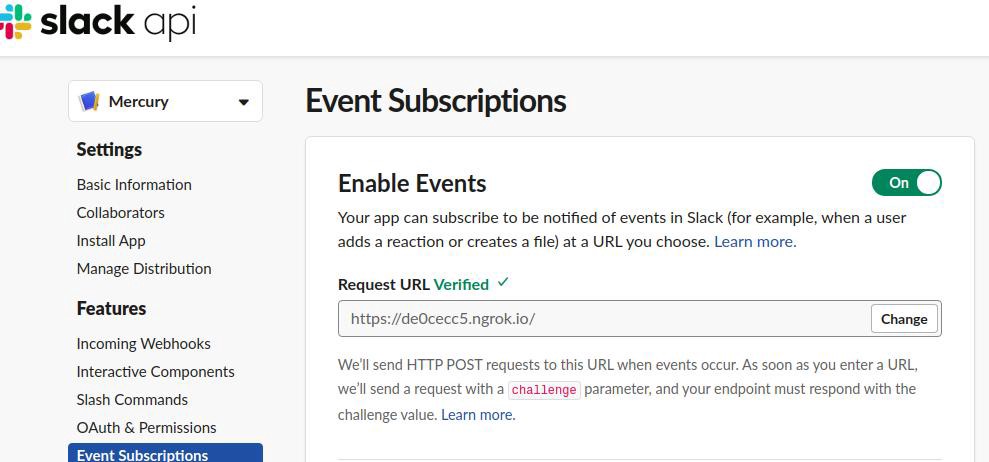 slack api
Mercury
Settings
Basic Information
Collaborators
Install App
Manage Distribution
Features
Incoming Webhooks
Interactive Components
Slash Commands
OAuth & Permissions
Event Subscriptions
Event Subscriptions
Enable Events
On
Your app can subscribe to be notified of events in Slack (for example, when a user
adds a reaction or creates a file) at a URL you choose. Learn more.
Request URL Verified ✓
https://de0cecc5.ngrok.io/
Change
We'll send HTTP POST requests to this URL when events occur. As soon as you enter a URL,
we'll send a request with a challenge parameter, and your endpoint must respond with the
challenge value. Learn more.